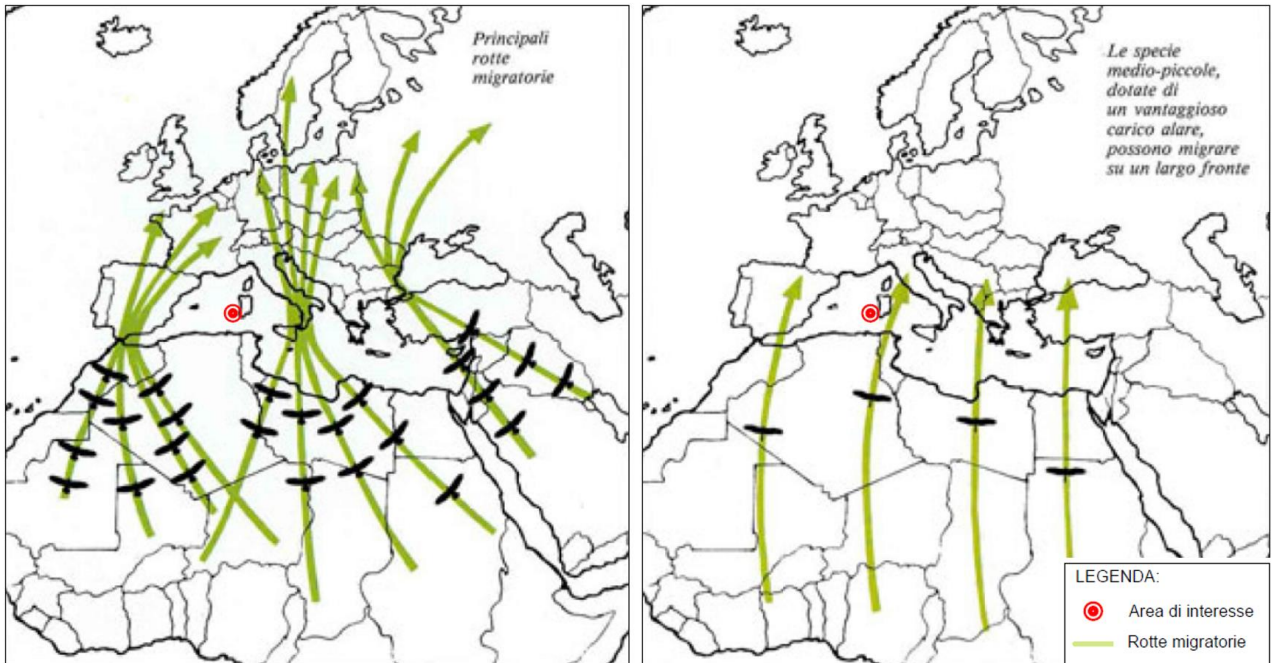 Principali
rotte
migratorie
Le specie
medio-piccole,
dotate di
un vantaggioso
carico alare,
possono migrare
su un largo fronte
LEGENDA:
Area di interesse
Rotte migratorie